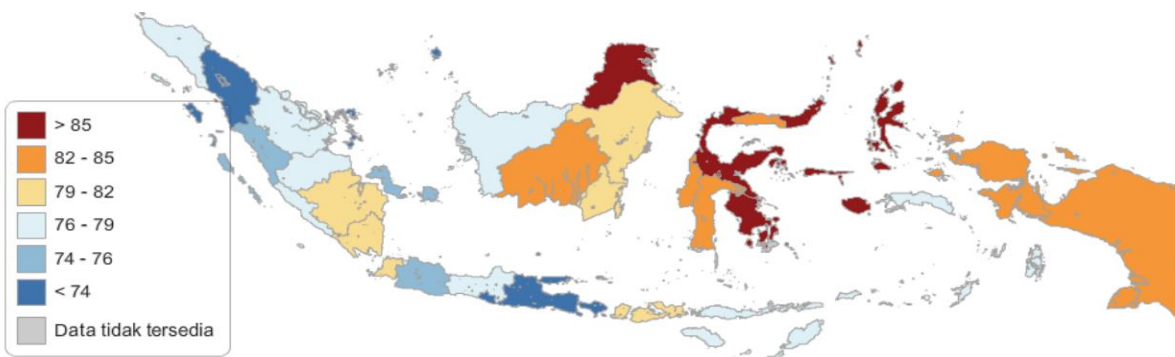 > 85
82 - 85
79 - 82
76 - 79
74 - 76
< 74
Data tidak tersedia